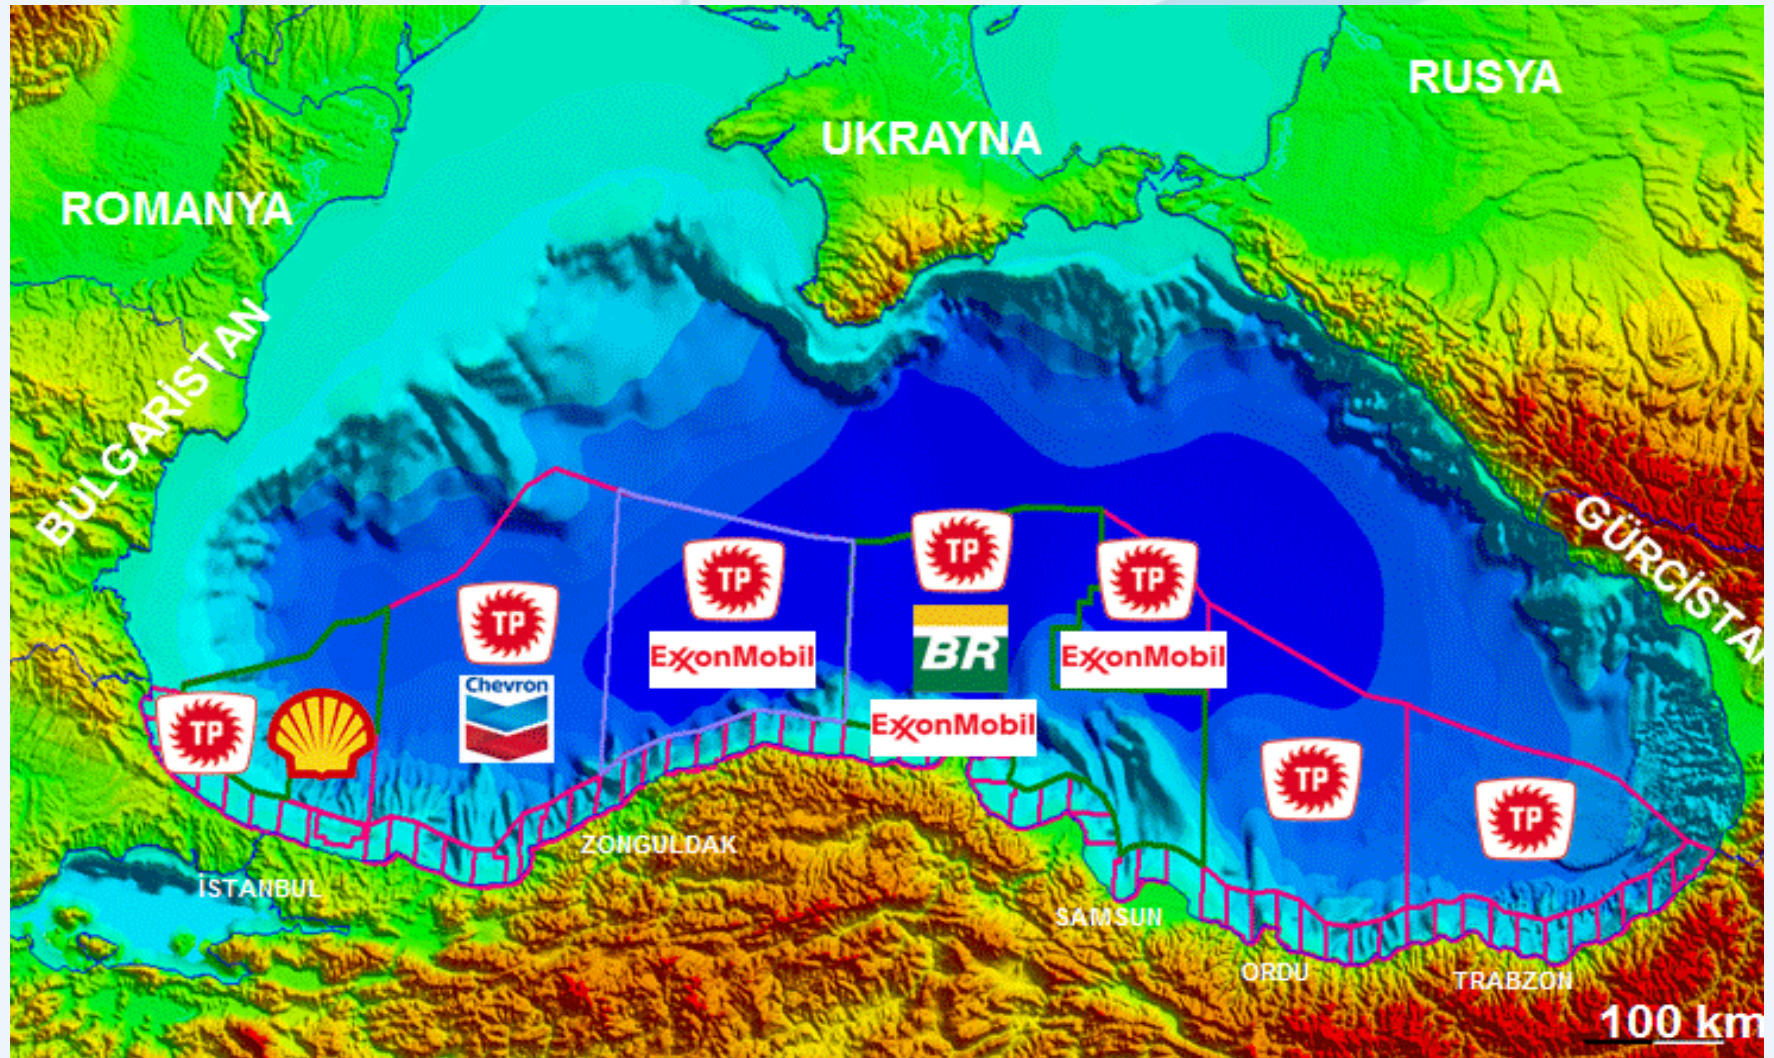 RUSYA
UKRAYNA
ROMANYA
BULGARİSTAN
GÜRCİSTAN
TP
TP
TP
TP
BR
ExxonMobil
ExxonMobil
Chevron
TP
ExxonMobil
TP
TP
ZONGULDAK
İSTANBUL
SAMSUN
ORDU
TRABZON
100 km